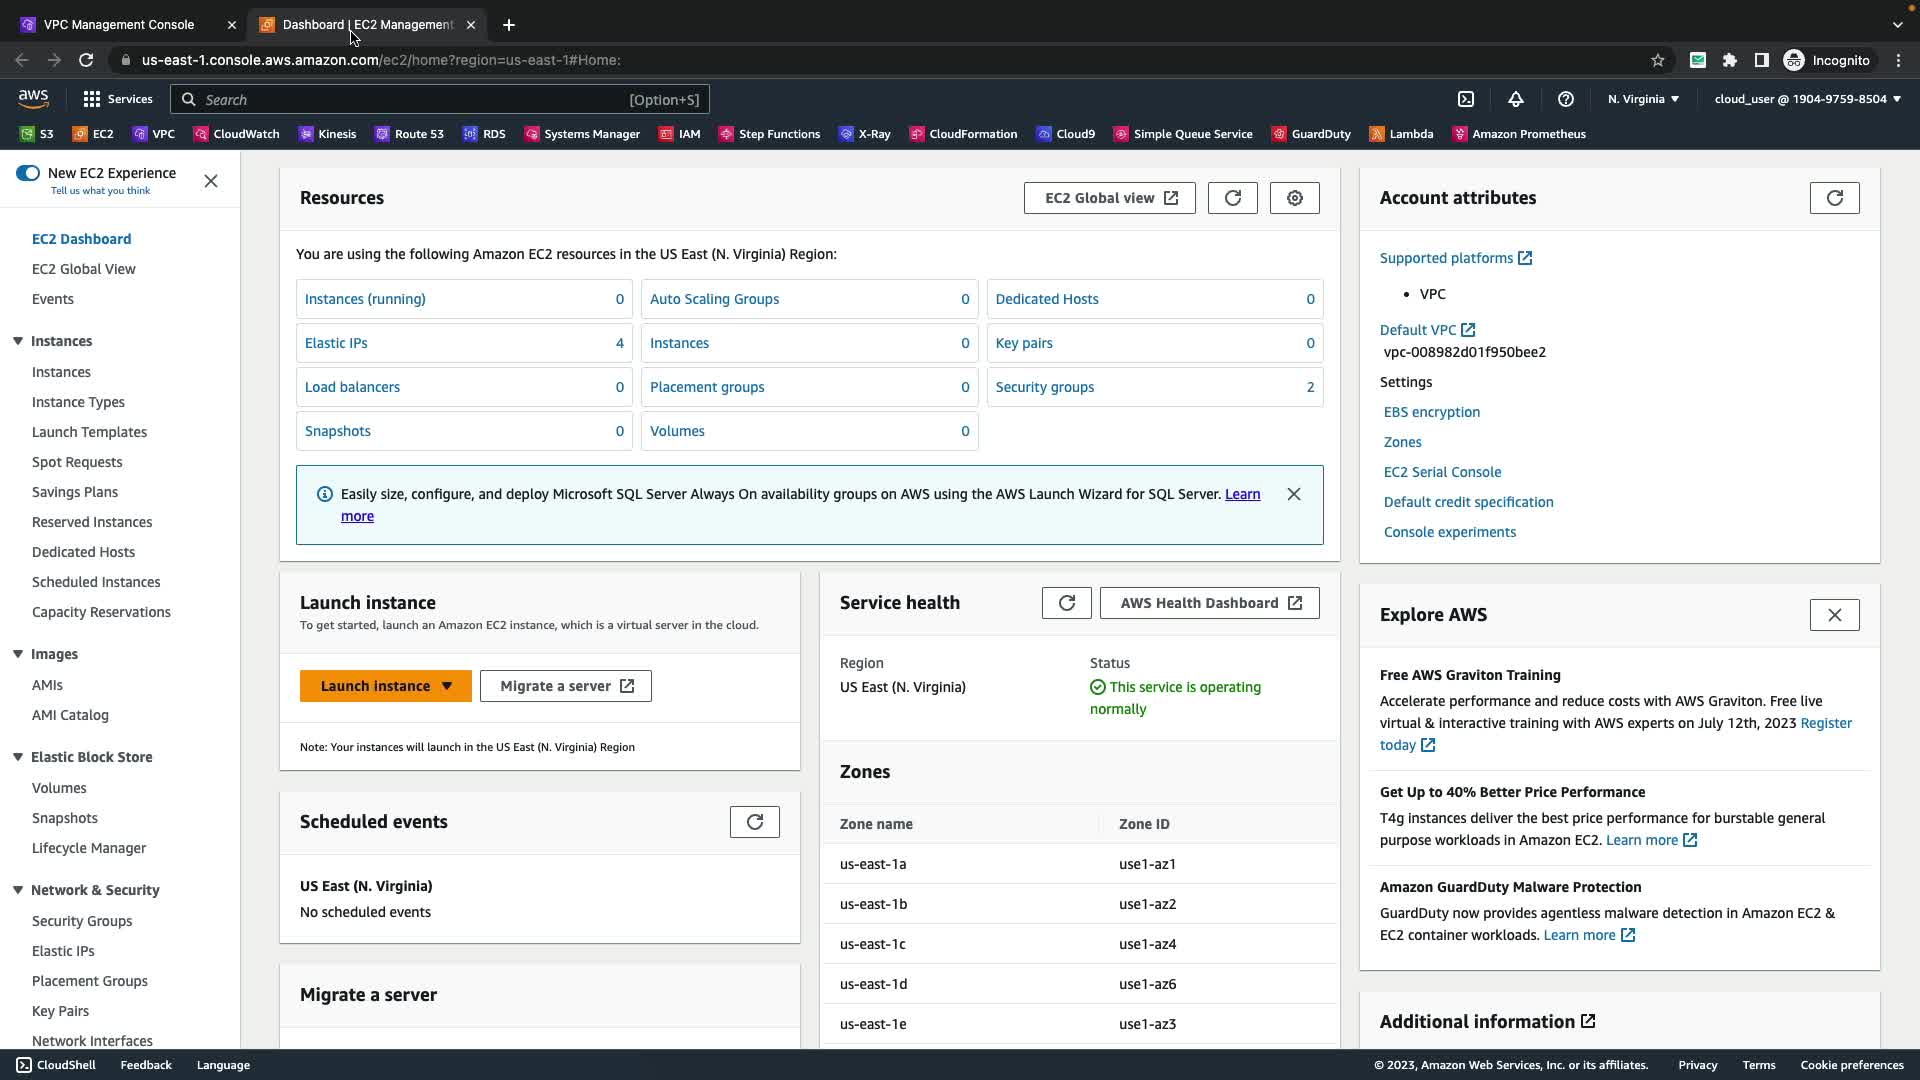 VPC Management Console
Dashboard | EC2 Management
us-east-1.console.aws.amazon.com/ec2/home?region=us-east-1#Home:
Incognito
aws
Services
Search
[Option+S]
N. Virginia
cloud_user @ 1904-9759-8504
S3
EC2
VPC
CloudWatch
Kinesis
Route 53
RDS
Systems Manager
IAM
Step Functions
X-Ray
CloudFormation
Cloud9
Simple Queue Service
GuardDuty
Lambda
Amazon Prometheus
New EC2 Experience
Tell us what you think
EC2 Dashboard
EC2 Global View
Events
Instances
Instances
Instance Types
Launch Templates
Spot Requests
Savings Plans
Reserved Instances
Dedicated Hosts
Scheduled Instances
Capacity Reservations
Images
AMIs
AMI Catalog
Elastic Block Store
Volumes
Snapshots
Lifecycle Manager
Network & Security
Security Groups
Elastic IPs
Placement Groups
Key Pairs
Network Interfaces
Resources
EC2 Global view
You are using the following Amazon EC2 resources in the US East (N. Virginia) Region:
Instances (running) 0
Auto Scaling Groups 0
Dedicated Hosts 0
Elastic IPs 4
Instances 0
Key pairs 0
Load balancers 0
Placement groups 0
Security groups 2
Snapshots 0
Volumes 0
Easily size, configure, and deploy Microsoft SQL Server Always On availability groups on AWS using the AWS Launch Wizard for SQL Server. Learn
more
Launch instance
To get started, launch an Amazon EC2 instance, which is a virtual server in the cloud.
Launch instance
Migrate a server
Note: Your instances will launch in the US East (N. Virginia) Region
Scheduled events
US East (N. Virginia)
No scheduled events
Migrate a server
Service health
AWS Health Dashboard
Region
US East (N. Virginia)
Status
This service is operating
normally
Zones
Zone name
Zone ID
us-east-1a
use1-az1
us-east-1b
use1-az2
us-east-1c
use1-az4
us-east-1d
use1-az6
us-east-1e
use1-az3
Account attributes
Supported platforms
• VPC
Default VPC
vpc-008982d01f950bee2
Settings
EBS encryption
Zones
EC2 Serial Console
Default credit specification
Console experiments
Explore AWS
Free AWS Graviton Training
Accelerate performance and reduce costs with AWS Graviton. Free live
virtual & interactive training with AWS experts on July 12th, 2023 Register
today
Get Up to 40% Better Price Performance
T4g instances deliver the best price performance for burstable general
purpose workloads in Amazon EC2. Learn more
Amazon GuardDuty Malware Protection
GuardDuty now provides agentless malware detection in Amazon EC2 &
EC2 container workloads. Learn more
Additional information
CloudShell
Feedback
Language
© 2023, Amazon Web Services, Inc. or its affiliates.
Privacy
Terms
Cookie preferences